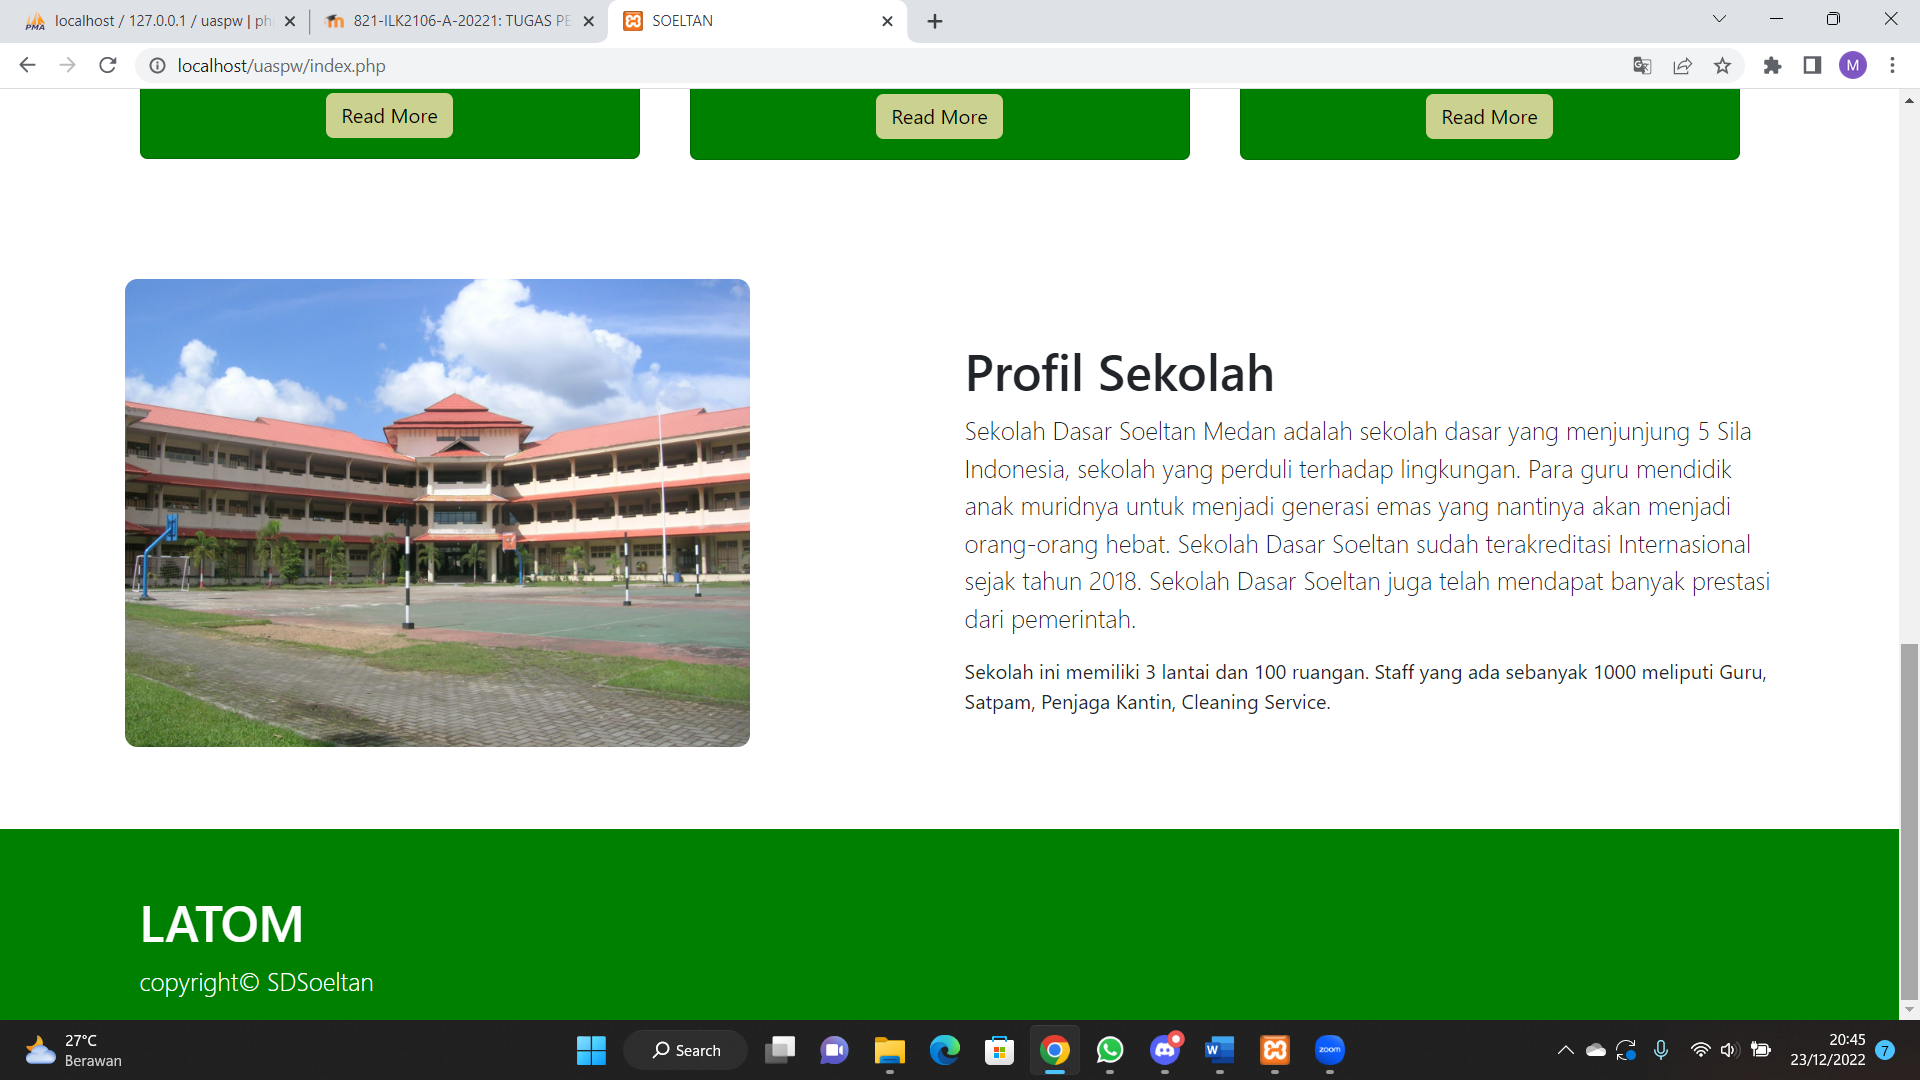 localhost / 127.0.0.1 / uaspw | ph
821-ILK2106-A-20221: TUGAS PE
SOELTAN
localhost/uaspw/index.php
M
Read More
Read More
Read More
Profil Sekolah
Sekolah Dasar Soeltan Medan adalah sekolah dasar yang menjunjung 5 Sila
Indonesia, sekolah yang perduli terhadap lingkungan. Para guru mendidik
anak muridnya untuk menjadi generasi emas yang nantinya akan menjadi
orang-orang hebat. Sekolah Dasar Soeltan sudah terakreditasi Internasional
sejak tahun 2018. Sekolah Dasar Soeltan juga telah mendapat banyak prestasi
dari pemerintah.
Sekolah ini memiliki 3 lantai dan 100 ruangan. Staff yang ada sebanyak 1000 meliputi Guru,
Satpam, Penjaga Kantin, Cleaning Service.
LATOM
copyright© SDSoeltan
27°C
Berawan
Search
zoom
20:45
23/12/2022
7